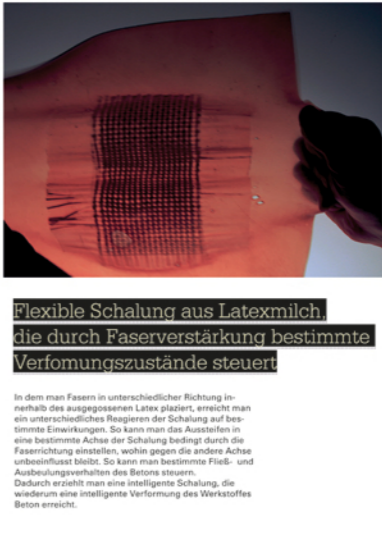 Flexible Schalung aus Latexmilch,
die durch Faserverstärkung bestimmte
Verfomungszustände steuert
In dem man Fasern in unterschiedlicher Richtung in-
nerhalb des ausgegossenen Latex plaziert, erreicht man
ein unterschiedliches Reagieren der Schalung auf bes-
timmte Einwirkungen. So kann man das Aussteifen in
eine bestimmte Achse der Schalung bedingt durch die
Faserrichtung einstellen, wohin gegen die andere Achse
unbeeinflusst bleibt. So kann man bestimmte Fließ- und
Ausbeulungsverhalten des Betons steuern.
Dadurch erziehlt man eine intelligente Schalung, die
wiederum eine intelligente Verformung des Werkstoffes
Beton erreicht.